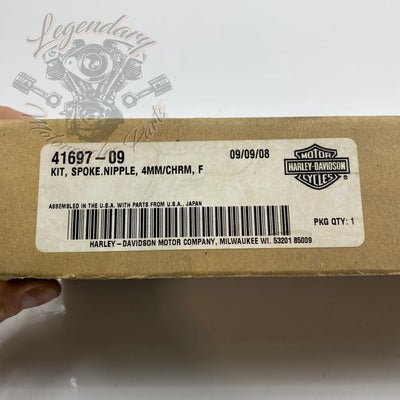 Legendary
41697-09
09/09/08
KIT, SPOKE.NIPPLE, 4MM/CHRM, F
MOTOR
HARLEY-DAVIDSON
CYCLES
ASSEMBLED IN THE U.S.A. WITH PARTS FROM U.S.A., JAPAN
PKG QTY: 1
HARLEY-DAVIDSON MOTOR COMPANY, MILWAUKEE WI. 53201 85009